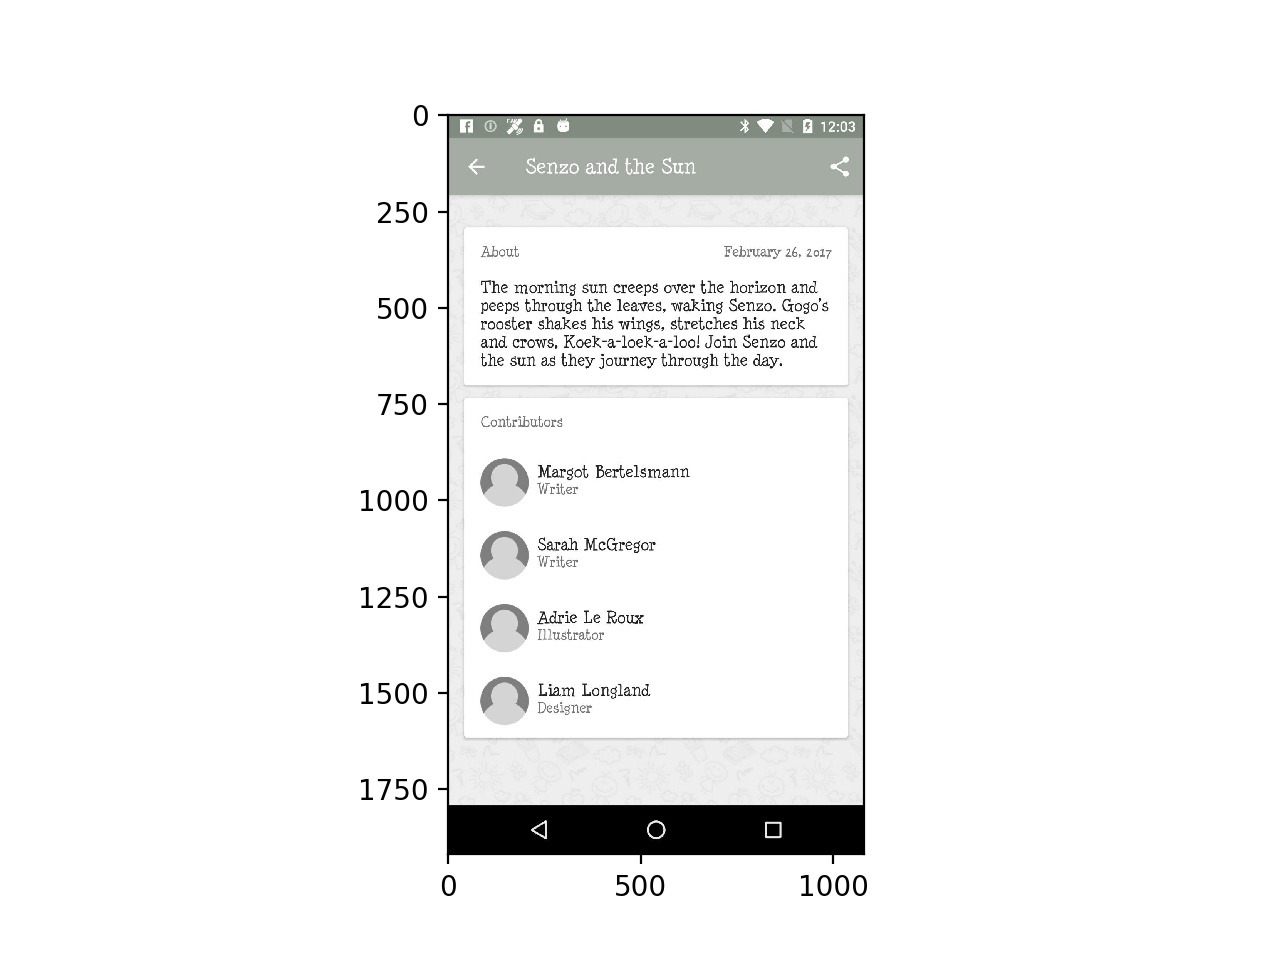 0
250
500
750
1000
1250
1500
1750
0
500
1000
12:03
Senzo and the Sun
About
February 26, 2017
The morning sun creeps over the horizon and
peeps through the leaves, waking Senzo. Gogo's
rooster shakes his wings, stretches his neck
and crows, Koek-a-loek-a-loo! Join Senzo and
the sun as they journey through the day.
Contributors
Margot Bertelsmann
Writer
Sarah McGregor
Writer
Adrie Le Roux
Illustrator
Liam Longland
Designer